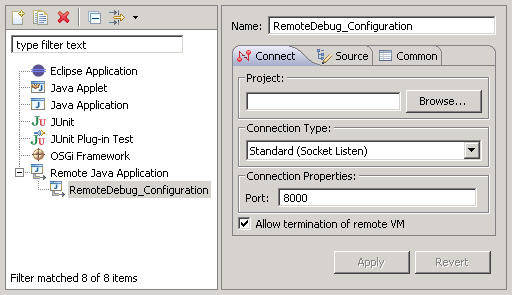 type filter text
Eclipse Application
Java Applet
Java Application
JUnit
JUnit Plug-in Test
OSGi Framework
Remote Java Application
RemoteDebug_Configuration
Filter matched 8 of 8 items
Name: RemoteDebug_Configuration
Connect Source Common
Project:
Browse...
Connection Type:
Standard (Socket Listen)
Connection Properties:
Port: 8000
Allow termination of remote VM
Apply Revert